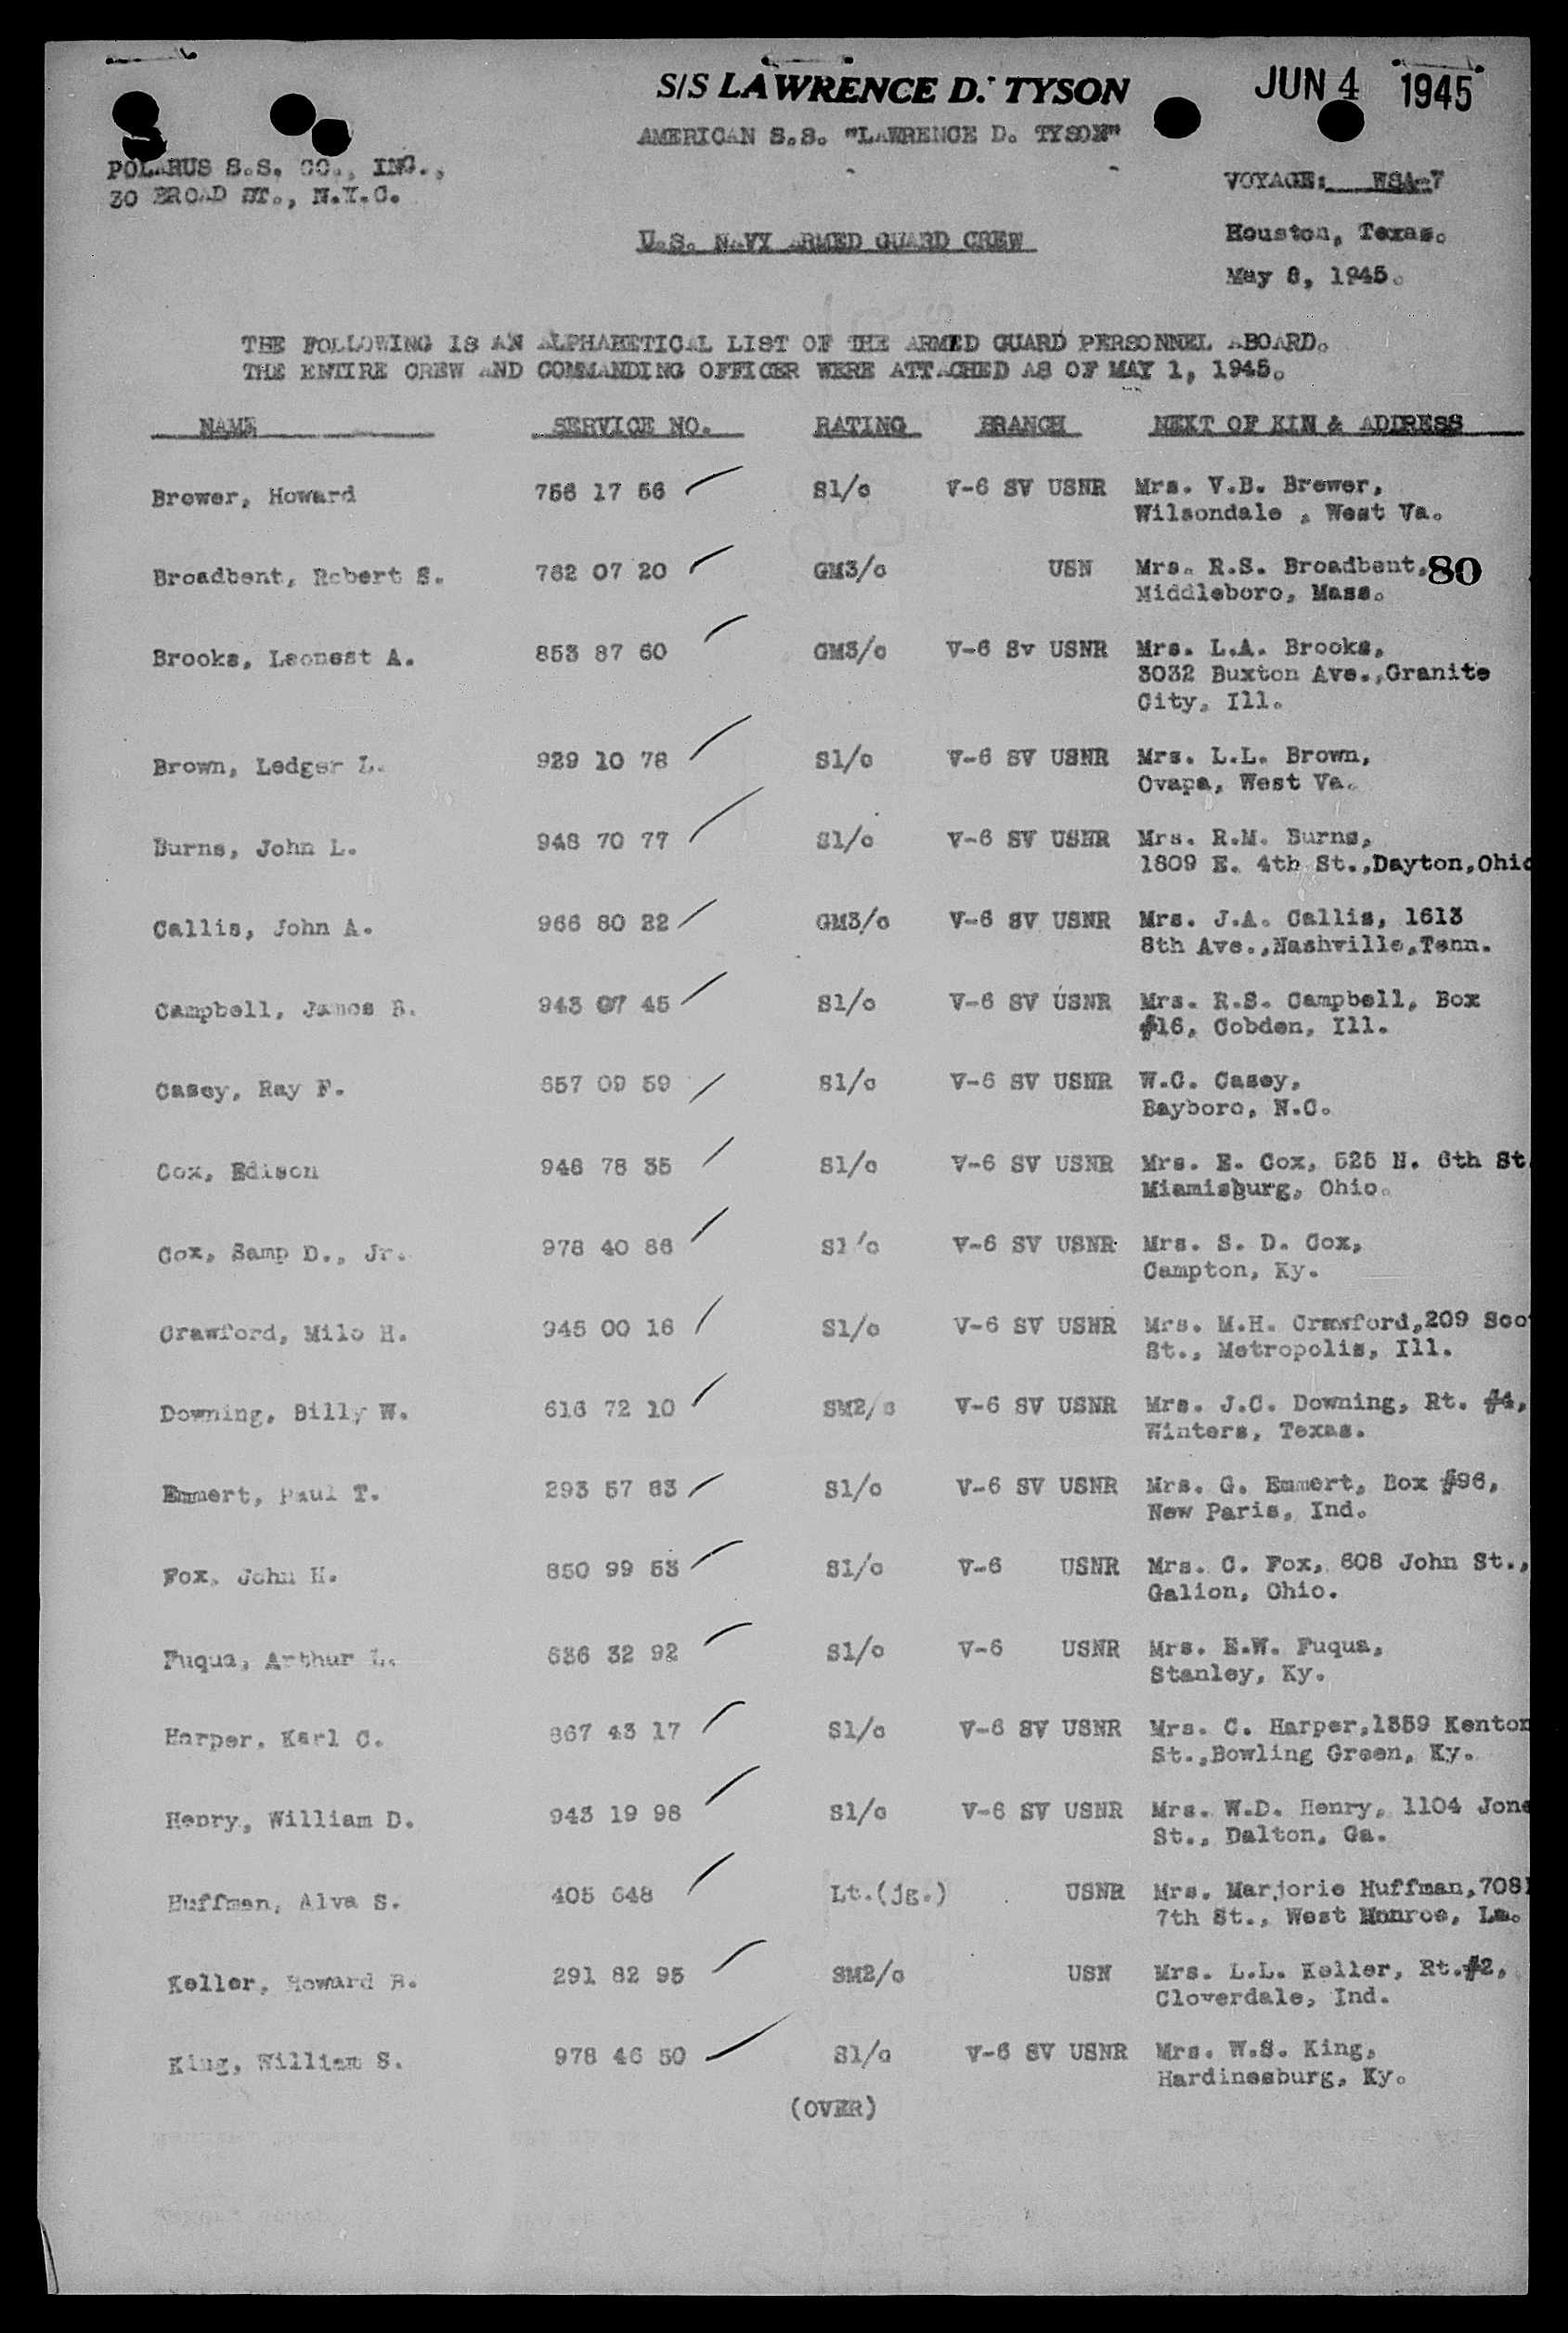 S/S LAWRENCE D. TYSON
JUN 4 1945
AMERICAN S.S. "LAWRENCE D. TYSON"
POLARUS S.S. CO., INC.,
30 BROAD ST., N.Y.C.
VOYAGE: WSA-7
Houston, Texas.
U.S. NAVY ARMED GUARD CREW
May 8, 1945.
THE FOLLOWING IS AN ALPHABETICAL LIST OF THE ARMED GUARD PERSONNEL ABOARD.
THE ENTIRE CREW AND COMMANDING OFFICER WERE ATTACHED AS OF MAY 1, 1945.
NAME SERVICE NO. RATING BRANCH NEXT OF KIN & ADDRESS
Brewer, Howard 756 17 56 S1/c V-6 SV USNR Mrs. V.B. Brewer,
Wilsondale , West Va.
Broadbent, Robert S. 762 07 20 GM3/c USN Mrs. R.S. Broadbent, 80
Middleboro, Mass.
Brooks, Leonest A. 853 87 60 GM3/c V-6 Sv USNR Mrs. L.A. Brooks,
3032 Buxton Ave.,Granite
City, Ill.
Brown, Ledger L. 929 10 78 S1/c V-6 SV USNR Mrs. L.L. Brown,
Ovapa, West Va.
Burns, John L. 948 70 77 S1/c V-6 SV USNR Mrs. R.M. Burns,
1809 E. 4th St.,Dayton,Ohio
Callis, John A. 966 80 22 GM3/c V-6 SV USNR Mrs. J.A. Callis, 1613
8th Ave.,Nashville,Tenn.
Campbell, James B. 943 07 45 S1/c V-6 SV USNR Mrs. R.S. Campbell, Box
#16, Cobden, Ill.
Casey, Ray F. 657 09 59 S1/c V-6 SV USNR W.C. Casey,
Bayboro, N.C.
Cox, Edison 946 78 35 S1/c V-6 SV USNR Mrs. E. Cox, 525 N. 6th St
Miamisburg, Ohio.
Cox, Samp D., Jr. 978 40 86 S1/c V-6 SV USNR Mrs. S. D. Cox,
Campton, Ky.
Crawford, Milo H. 945 00 16 S1/c V-6 SV USNR Mrs. M.H. Crawford,209 Sco
St., Metropolis, Ill.
Downing, Billy W. 616 72 10 SM2/c V-6 SV USNR Mrs. J.C. Downing, Rt. #4,
Winters, Texas.
Emmert, Paul T. 293 57 83 S1/c V-6 SV USNR Mrs. G. Emmert, Box #96,
New Paris, Ind.
Fox, John H. 850 99 53 S1/c V-6 USNR Mrs. C. Fox, 608 John St.,
Galion, Ohio.
Fuqua, Arthur L. 636 32 92 S1/c V-6 USNR Mrs. E.W. Fuqua,
Stanley, Ky.
Harper, Karl C. 867 43 17 S1/c V-6 SV USNR Mrs. C. Harper,1359 Kenton
St.,Bowling Green, Ky.
Henry, William D. 943 19 98 S1/c V-6 SV USNR Mrs. W.D. Henry, 1104 Jone
St., Dalton, Ga.
Huffman, Alva S. 405 648 Lt.(jg.) USNR Mrs. Marjorie Huffman,708
7th St., West Monroe, La.
Keller, Howard R. 291 82 95 SM2/c USN Mrs. L.L. Keller, Rt.#2,
Cloverdale, Ind.
King, William S. 978 46 50 S1/c V-6 SV USNR Mrs. W.S. King,
Hardinesburg, Ky.
(OVER)